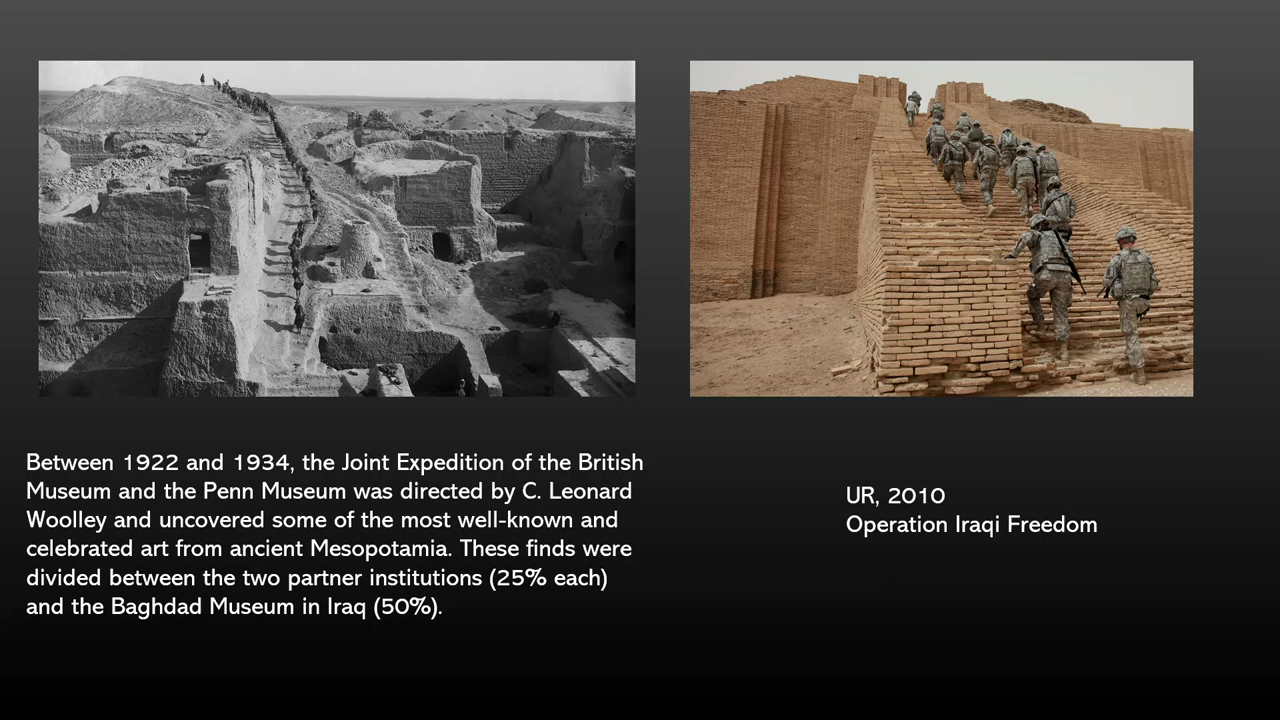 Between 1922 and 1934, the Joint Expedition of the British
Museum and the Penn Museum was directed by C. Leonard
Woolley and uncovered some of the most well-known and
celebrated art from ancient Mesopotamia. These finds were
divided between the two partner institutions (25% each)
and the Baghdad Museum in Iraq (50%).
UR, 2010
Operation Iraqi Freedom